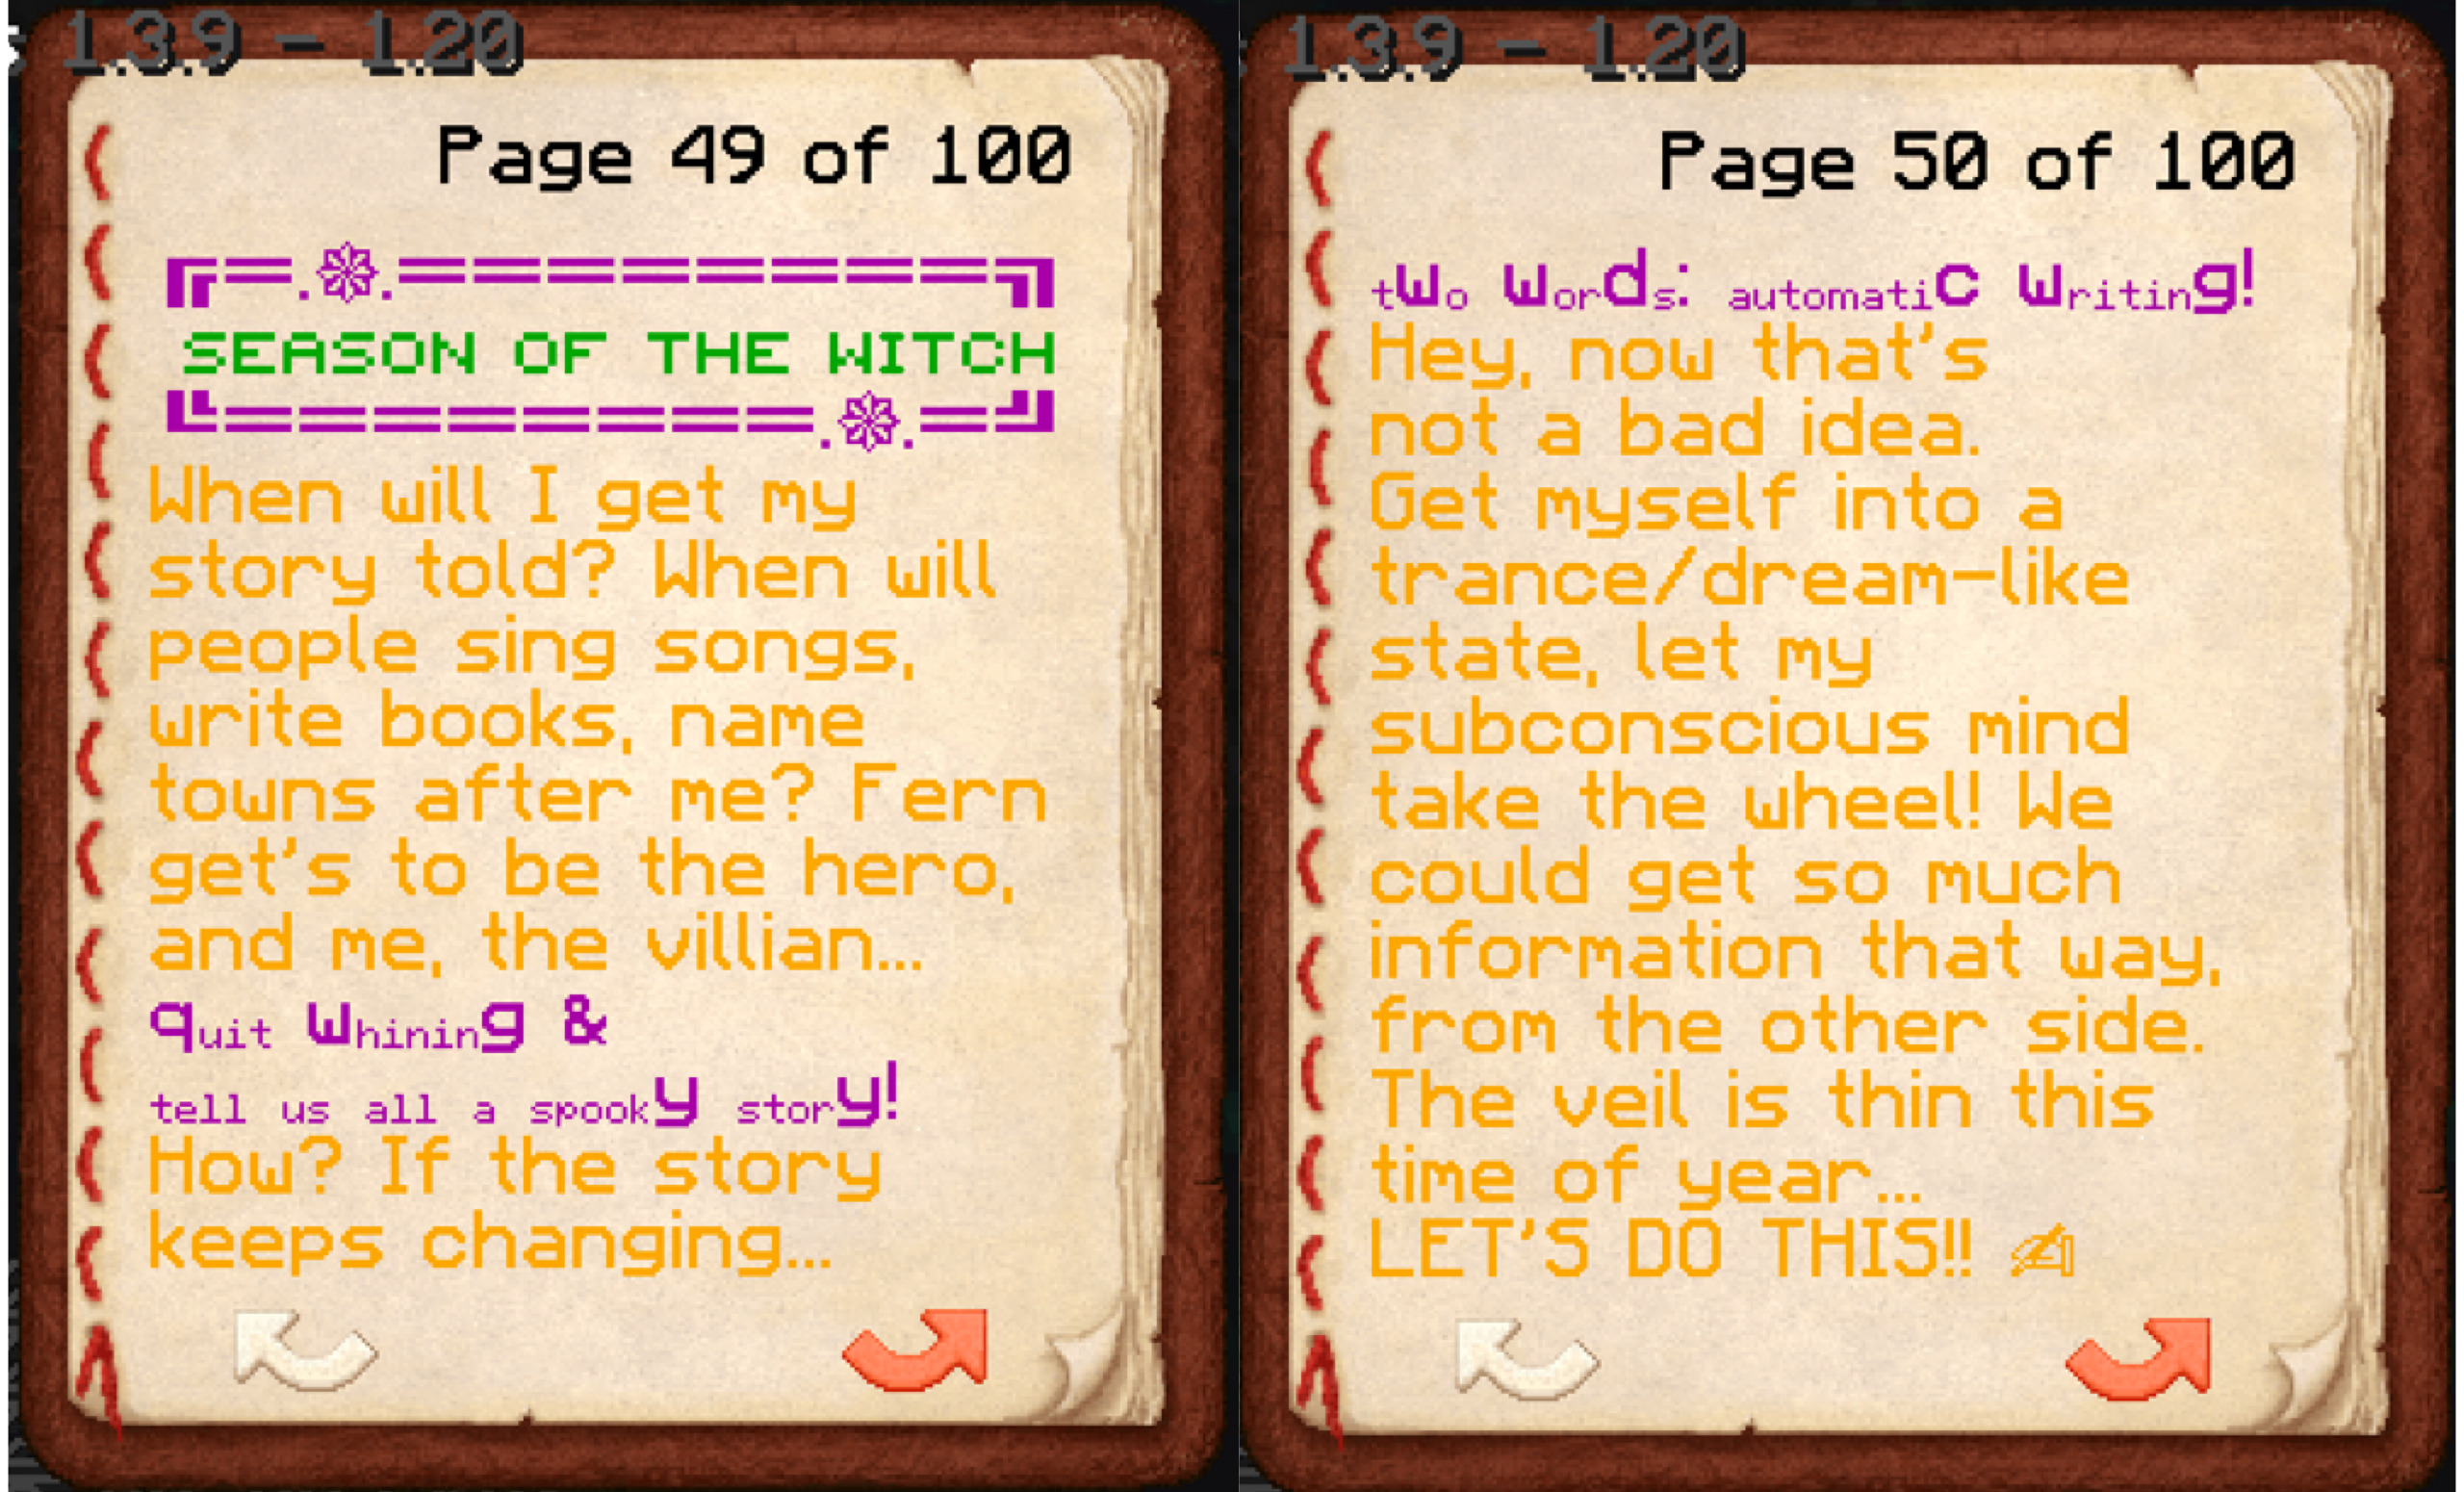 1.3.9 - 1.20
Page 49 of 100
╔══.❀.═════════╗
SEASON OF THE WITCH
╚═════════.❀.══╝
When will I get my
story told? When will
people sing songs,
write books, name
towns after me? Fern
get's to be the hero,
and me, the villian...
quit whining &
tell us all a spooky story!
How? If the story
keeps changing...
: 1.3.9 - 1.20
Page 50 of 100
two words: automatic writing!
Hey, now that's
not a bad idea.
Get myself into a
trance/dream-like
state, let my
subconscious mind
take the wheel! We
could get so much
information that way,
from the other side.
The veil is thin this
time of year...
LET'S DO THIS!! ✍